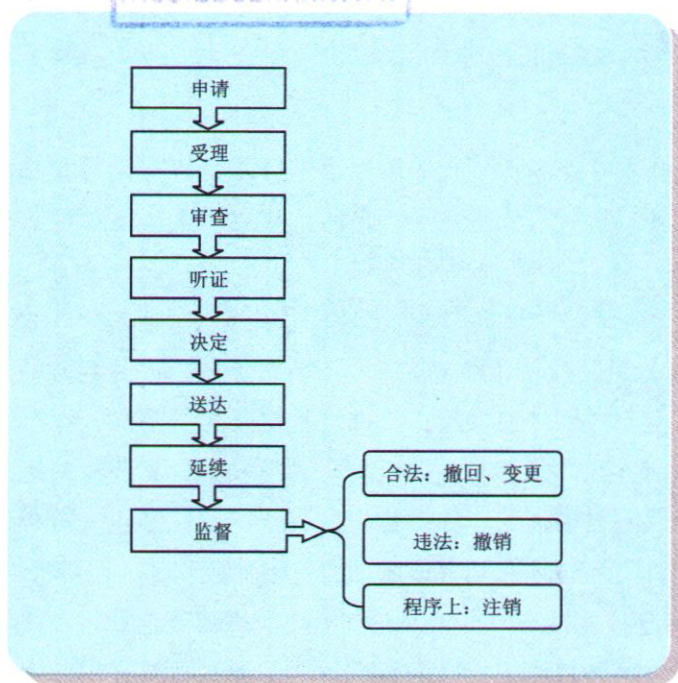 申请
受理
审查
听证
决定
送达
延续
监督
合法：撤回、变更
违法：撤销
程序上：注销